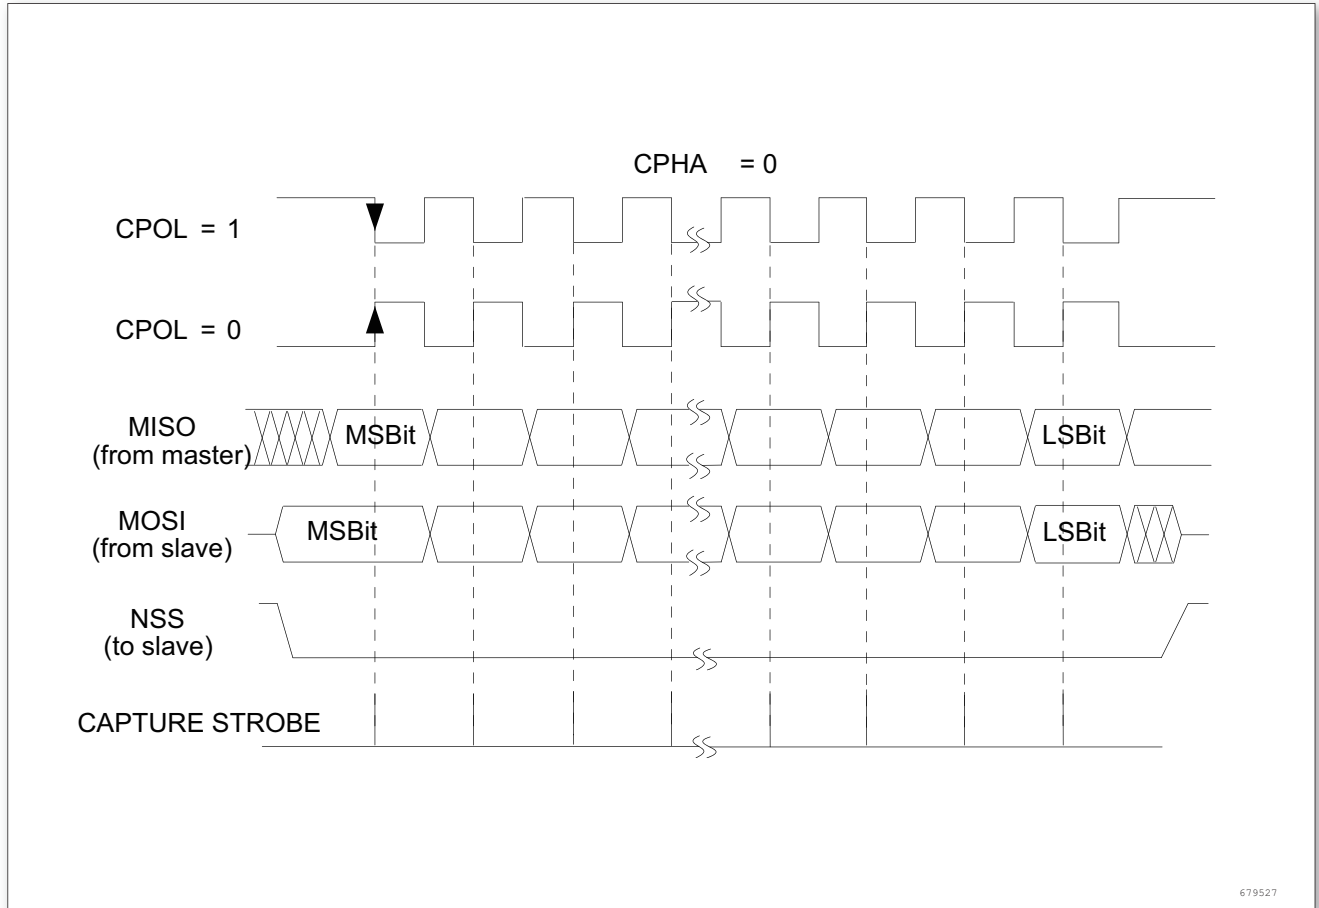 CPHA = 0
CPOL = 1
CPOL = 0
MISO
(from master)
MSBit
LSBit
MOSI
(from slave)
MSBit
LSBit
NSS
(to slave)
CAPTURE STROBE
679527